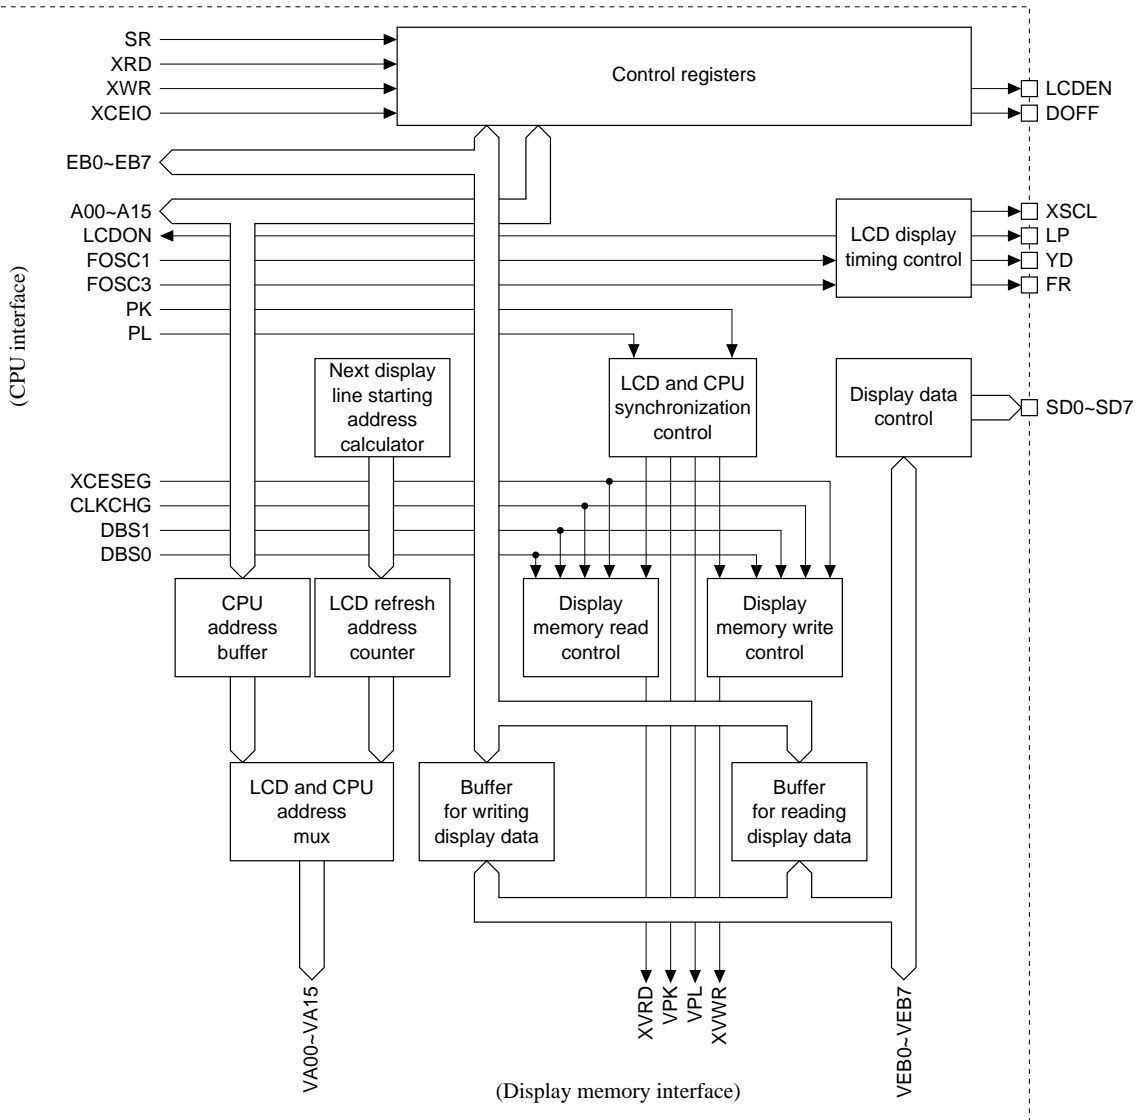 SR
XRD
XWR
XCEIO
Control registers
LCDEN
DOFF
EB0~EB7
A00~A15
LCDON
FOSC1
FOSC3
PK
PL
LCD display
timing control
XSCL
LP
YD
FR
(CPU interface)
Next display
line starting
address
calculator
LCD and CPU
synchronization
control
Display data
control
SD0~SD7
XCESEG
CLKCHG
DBS1
DBS0
CPU
address
buffer
LCD refresh
address
counter
Display
memory read
control
Display
memory write
control
LCD and CPU
address
mux
Buffer
for writing
display data
Buffer
for reading
display data
VA00~VA15
XVRD
VPK
VPL
XVWR
VEB0~VEB7
(Display memory interface)